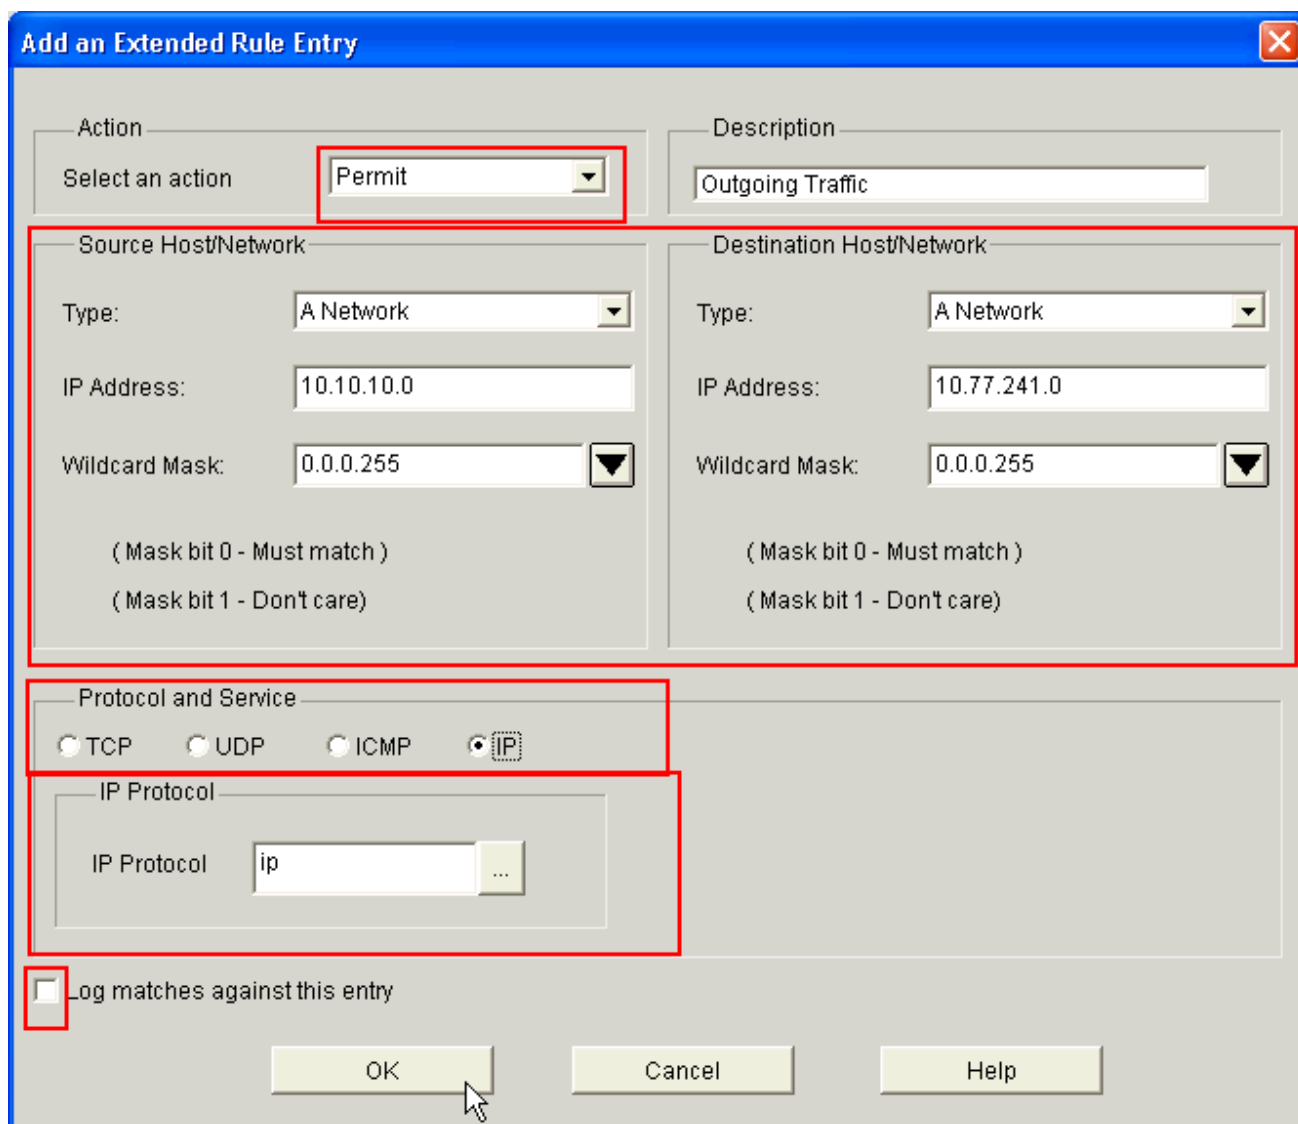 Add an Extended Rule Entry
Action
Select an action
Permit
Description
Outgoing Traffic
Source Host/Network
Type:
A Network
IP Address:
10.10.10.0
Wildcard Mask:
0.0.0.255
( Mask bit 0 - Must match )
( Mask bit 1 - Don't care)
Destination Host/Network
Type:
A Network
IP Address:
10.77.241.0
Wildcard Mask:
0.0.0.255
( Mask bit 0 - Must match )
( Mask bit 1 - Don't care)
Protocol and Service
TCP UDP ICMP IP
IP Protocol
IP Protocol
ip
...
Log matches against this entry
OK Cancel Help